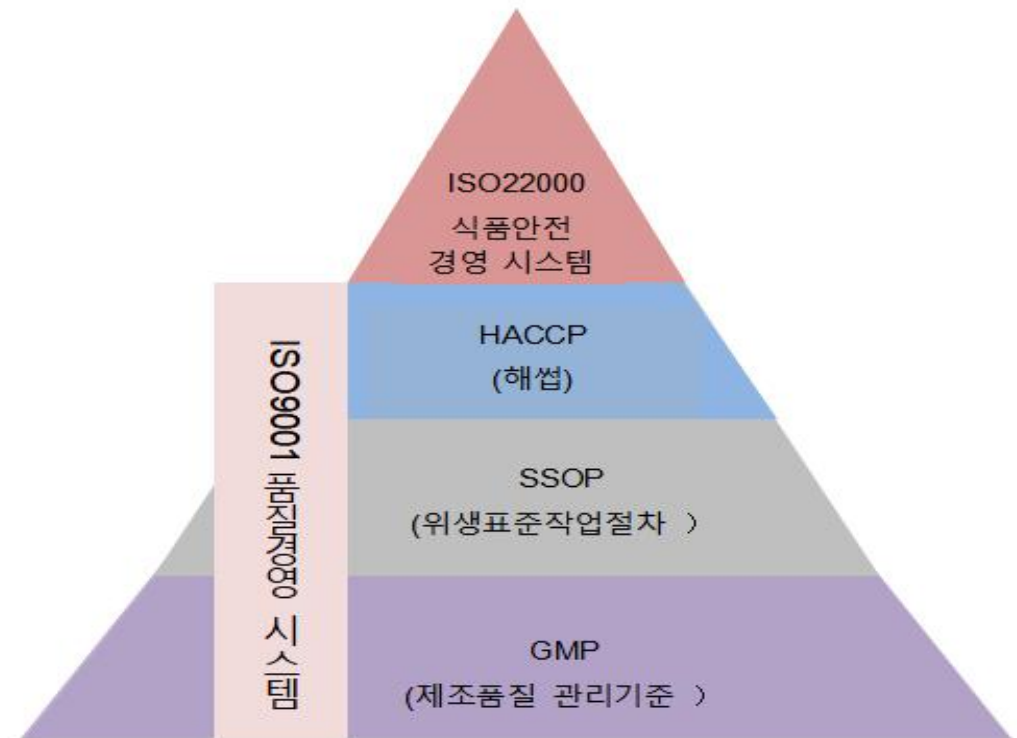 ISO22000
식품안전
경영 시스템
HACCP
(해썹)
ISO9001 품질경영 시스템
SSOP
(위생표준작업절차 )
GMP
(제조품질 관리기준 )